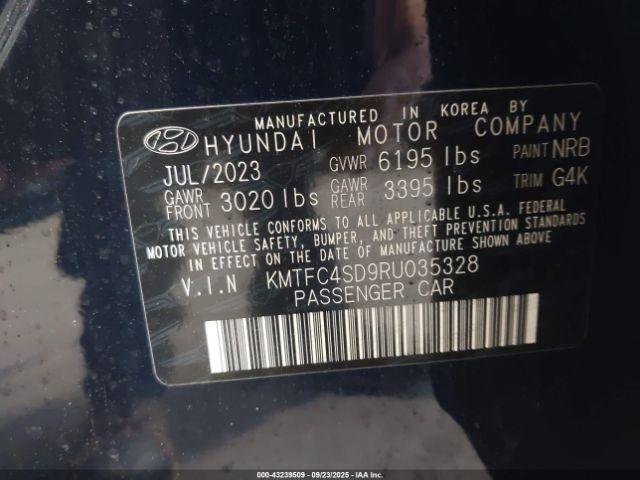 MANUFACTURED IN KOREA BY
HYUNDAI MOTOR COMPANY
JUL/2023 GVWR 6195 lbs PAINT NRB
GAWR FRONT 3020 lbs GAWR REAR 3395 lbs TRIM G4K
THIS VEHICLE CONFORMS TO ALL APPLICABLE U.S.A. FEDERAL
MOTOR VEHICLE SAFETY, BUMPER, AND THEFT PREVENTION STANDARDS
IN EFFECT ON THE DATE OF MANUFACTURE SHOWN ABOVE
V.I.N KMTFC4SD9RU035328
PASSENGER CAR
000-43239509 - 09/23/2025 - IAAI, Inc.